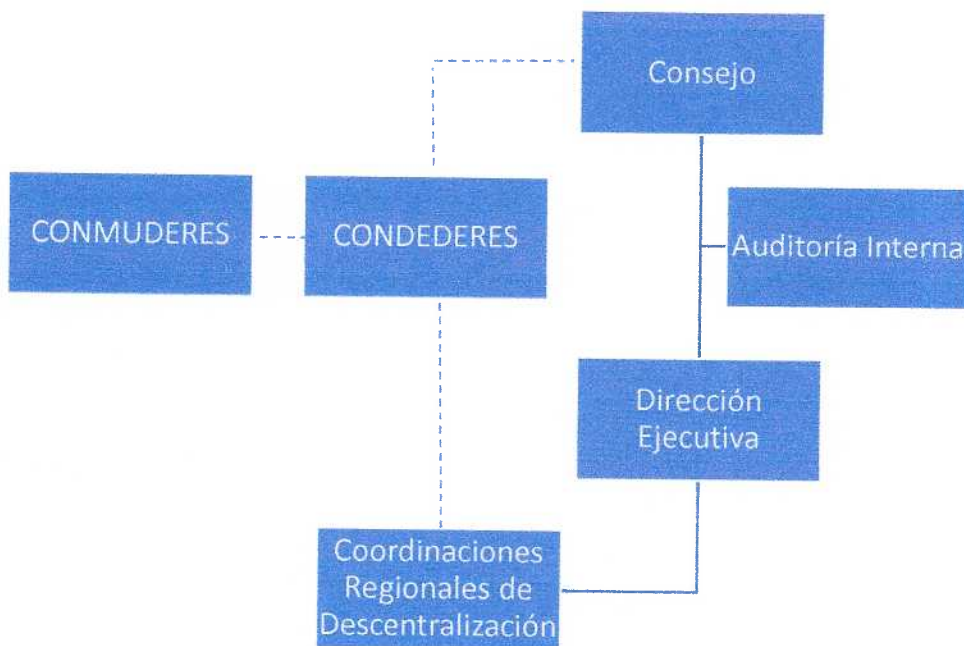 Consejo
CONMUDERES
CONDEDERES
Auditoría Interna
Dirección
Ejecutiva
Coordinaciones
Regionales de
Descentralización